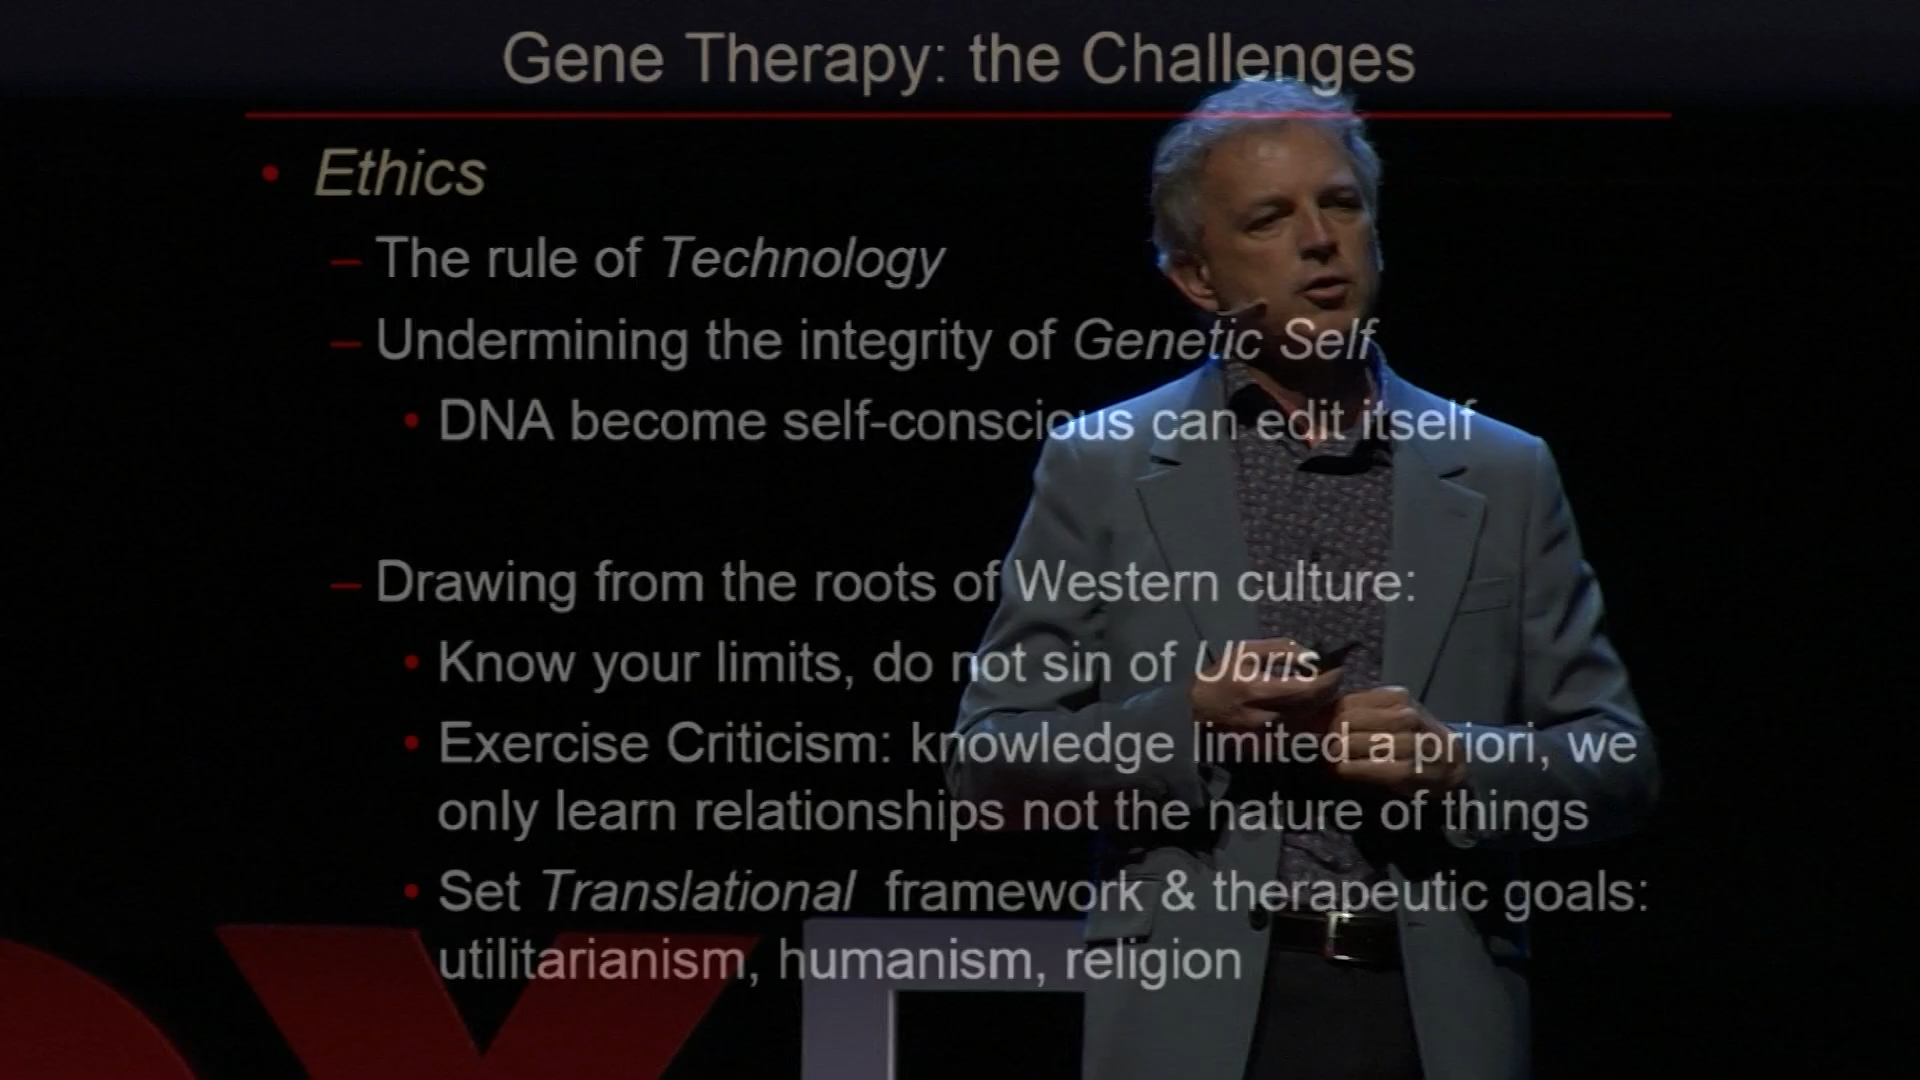 Gene Therapy: the Challenges
• Ethics
– The rule of Technology
– Undermining the integrity of Genetic Self
• DNA become self-conscious can edit itself
– Drawing from the roots of Western culture:
• Know your limits, do not sin of Ubris
• Exercise Criticism: knowledge limited a priori, we
only learn relationships not the nature of things
• Set Translational framework & therapeutic goals:
utilitarianism, humanism, religion